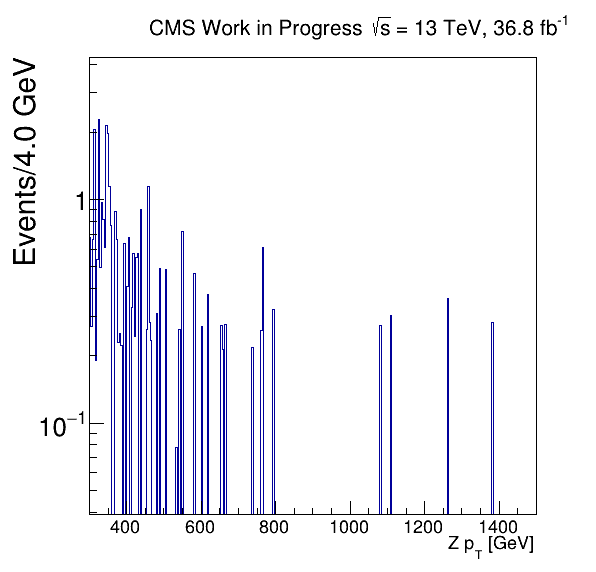 CMS Work in Progress √s = 13 TeV, 36.8 fb⁻¹
Events/4.0 GeV
1
10⁻¹
400 600 800 1000 1200 1400
Z p_T [GeV]